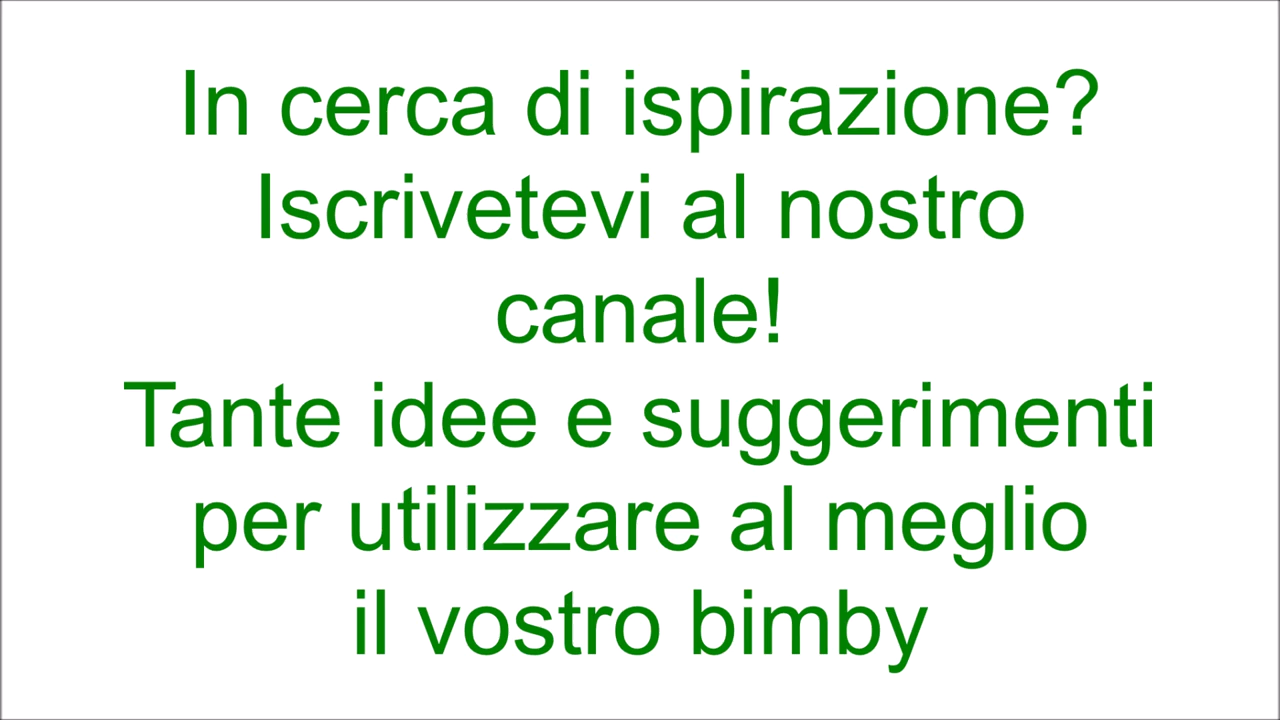 In cerca di ispirazione?
Iscrivetevi al nostro
canale!
Tante idee e suggerimenti
per utilizzare al meglio
il vostro bimby